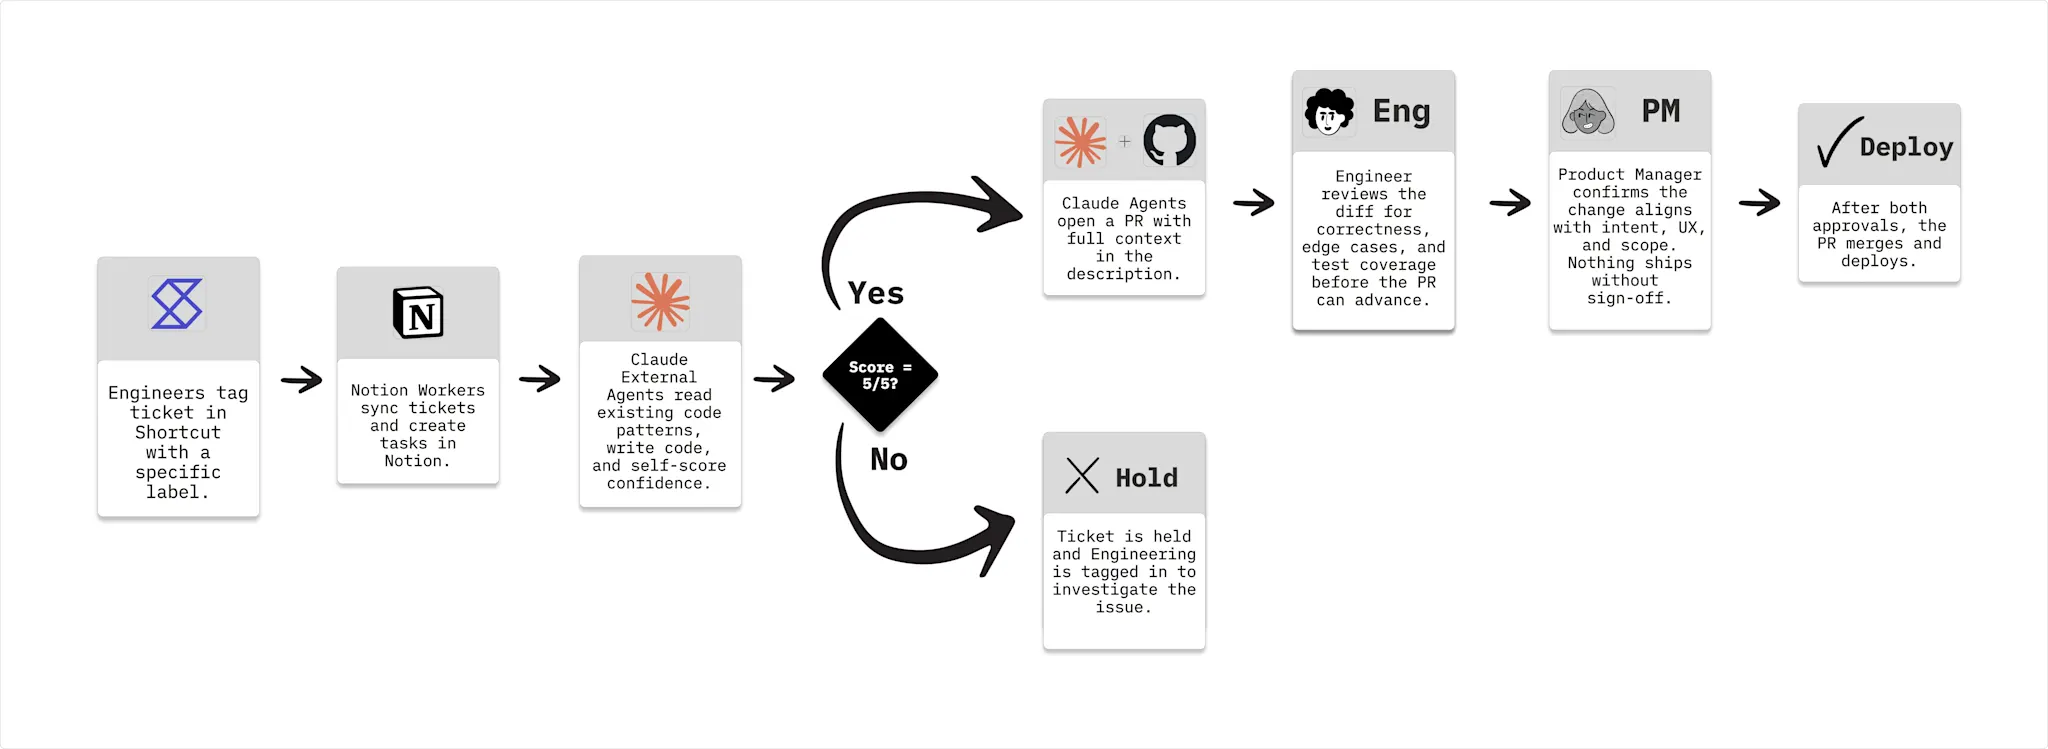 Engineers tag
ticket in
Shortcut
with a
specific
label.
N
Notion Workers
sync tickets
and create
tasks in
Notion.
Claude
External
Agents read
existing code
patterns,
write code,
and self-score
confidence.
Yes
Score =
5/5?
No
+
Claude Agents
open a PR with
full context
in the
description.
Hold
Ticket is held
and Engineering
is tagged in to
investigate the
issue.
Eng
Engineer
reviews the
diff for
correctness,
edge cases, and
test coverage
before the PR
can advance.
PM
Product Manager
confirms the
change aligns
with intent, UX,
and scope.
Nothing ships
without
sign-off.
Deploy
After both
approvals, the
PR merges and
deploys.